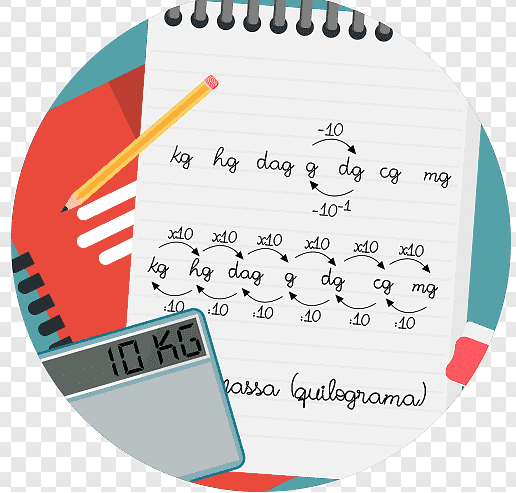 -10
kg hg dag g dg cg mg
-10-1
x10 x10 x10 x10 x10 x10
kg hg dag g dg cg mg
:10 :10 :10 :10 :10 :10
10 KG
massa (quilograma)